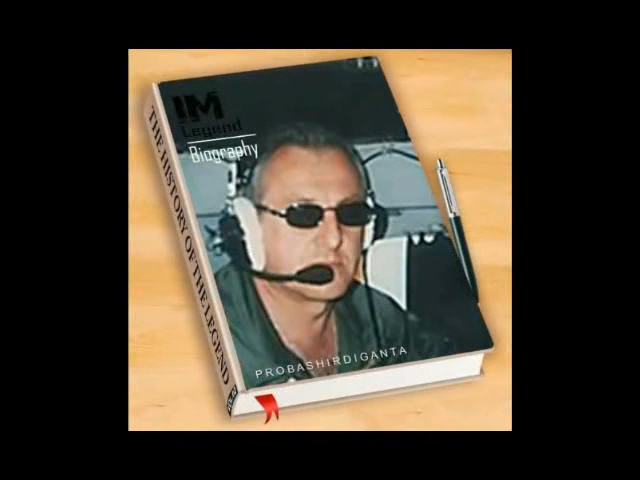 IM
Legend
Biography
THE HISTORY OF THE LEGEND
PROBASHIRDIGANTA